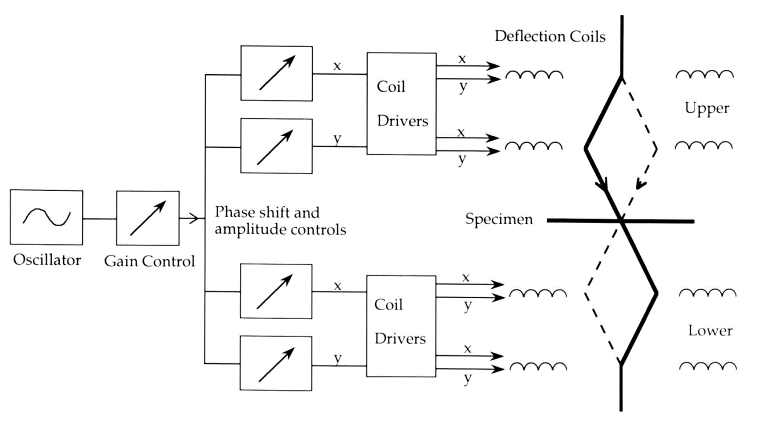 Deflection Coils
x
x
y
Coil
Drivers
Upper
y
x
y
Phase shift and
amplitude controls
Specimen
Oscillator
Gain Control
x
x
y
Coil
Drivers
Lower
y
x
y